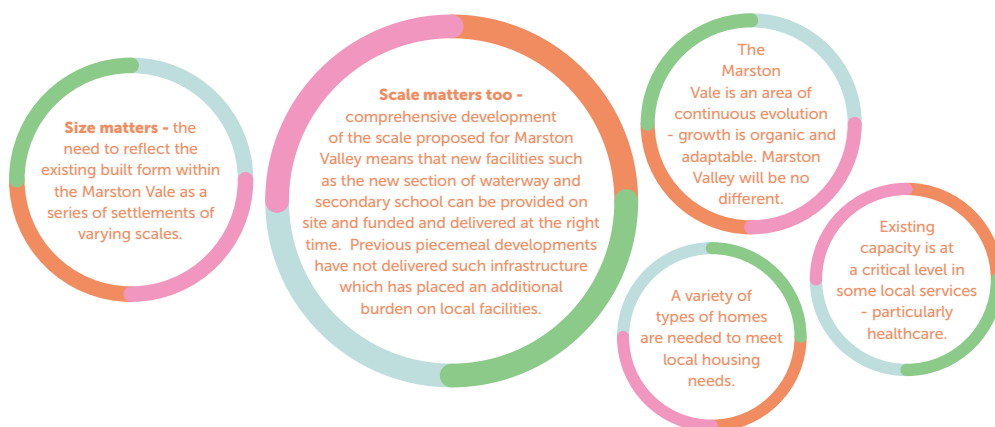 Size matters - the
need to reflect the
existing built form within
the Marston Vale as a
series of settlements of
varying scales.
Scale matters too -
comprehensive development
of the scale proposed for Marston
Valley means that new facilities such
as the new section of waterway and
secondary school can be provided on
site and funded and delivered at the right
time. Previous piecemeal developments
have not delivered such infrastructure
which has placed an additional
burden on local facilities.
The
Marston
Vale is an area of
continuous evolution
- growth is organic and
adaptable. Marston
Valley will be no
different.
A variety of
types of homes
are needed to meet
local housing
needs.
Existing
capacity is at
a critical level in
some local services
- particularly
healthcare.